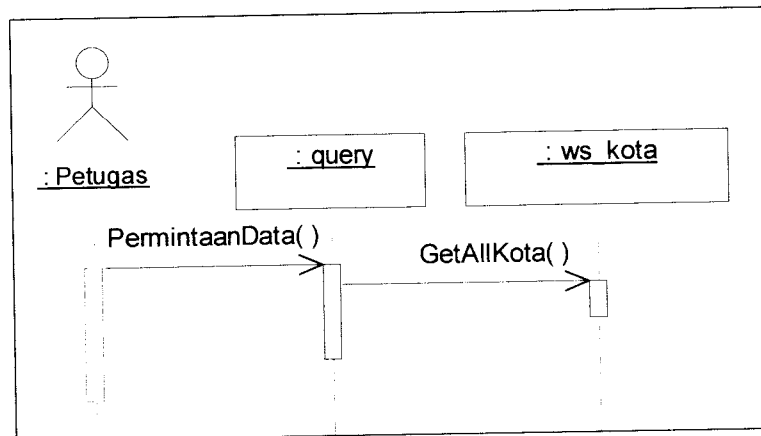 : Petugas
: query
: ws_kota
PermintaanData( )
GetAllKota( )